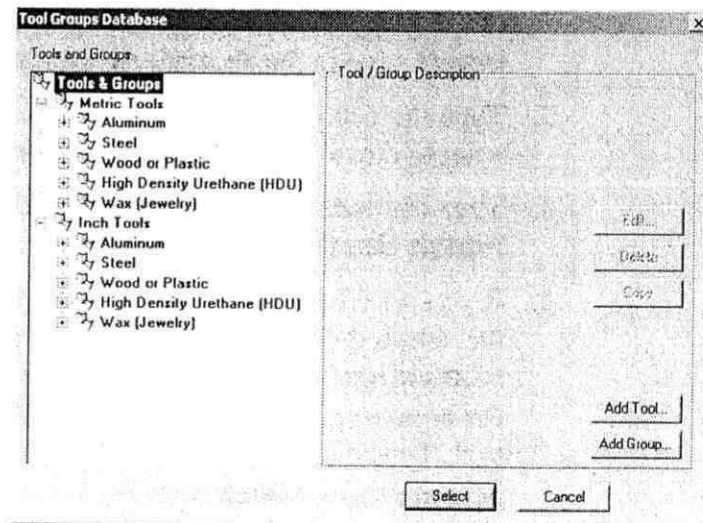 Tool Groups Database
Tools and Groups
Tools & Groups
Metric Tools
Aluminum
Steel
Wood or Plastic
High Density Urethane (HDU)
Wax (Jewelry)
Inch Tools
Aluminum
Steel
Wood or Plastic
High Density Urethane (HDU)
Wax (Jewelry)
Tool / Group Description
Edit...
Delete
Copy
Add Tool...
Add Group...
Select
Cancel